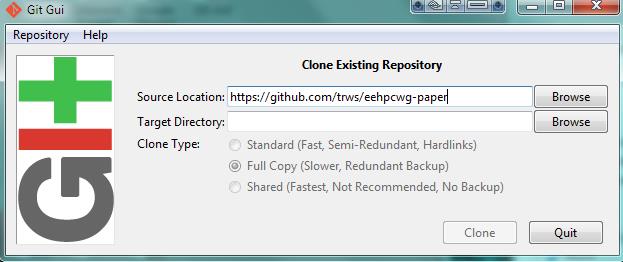 Git Gui
Repository Help
Clone Existing Repository
Source Location: https://github.com/trws/eehpcwg-paper Browse
Target Directory: Browse
Clone Type: Standard (Fast, Semi-Redundant, Hardlinks)
Full Copy (Slower, Redundant Backup)
Shared (Fastest, Not Recommended, No Backup)
Clone Quit
GIt